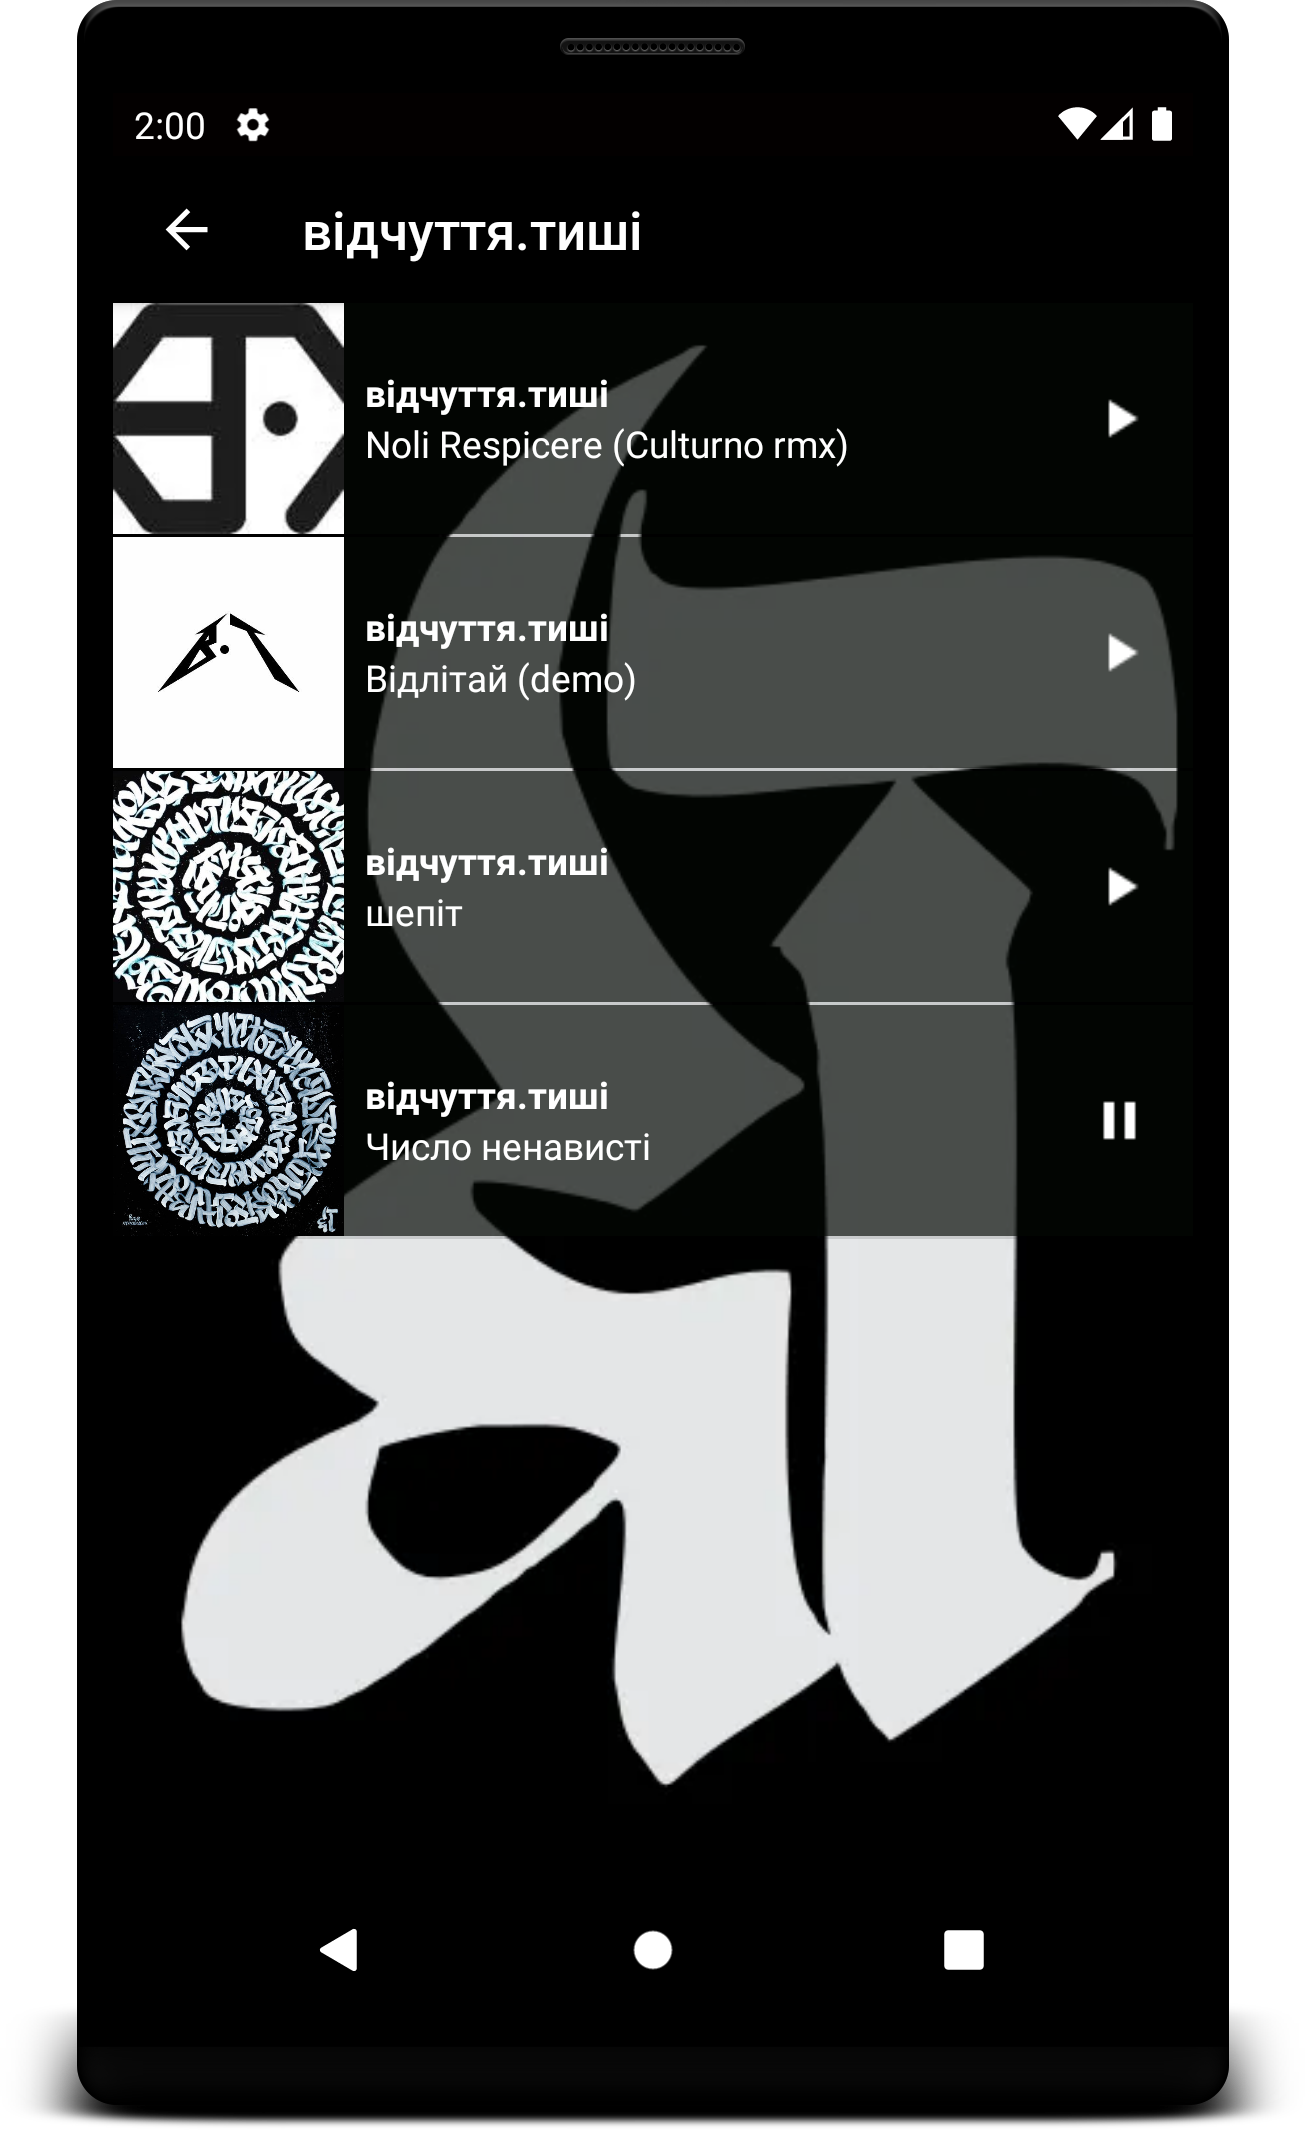 2:00
відчуття.тиші
відчуття.тиші
Noli Respicere (Culturno rmx)
відчуття.тиші
Відлітай (demo)
відчуття.тиші
шепіт
відчуття.тиші
Число ненависті